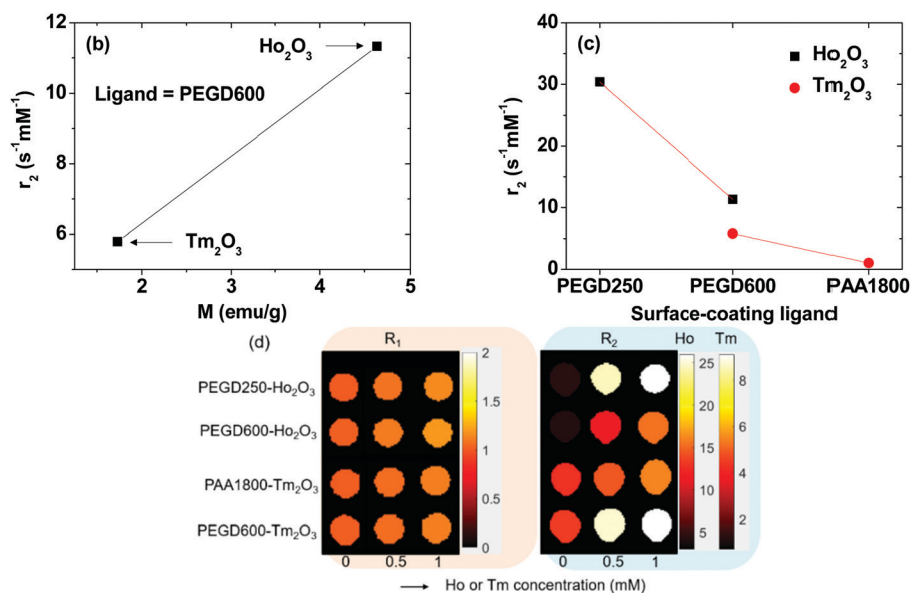 (b)
Ho₂O₃
Ligand = PEGD600
Tm₂O₃
r₂ (s⁻¹mM⁻¹)
12
10
8
6
2
3
4
5
M (emu/g)
(c)
Ho₂O₃
Tm₂O₃
r₂ (s⁻¹mM⁻¹)
40
30
20
10
0
PEGD250 PEGD600 PAA1800
Surface-coating ligand
(d)
R₁
R₂ Ho Tm
PEGD250-Ho₂O₃
PEGD600-Ho₂O₃
PAA1800-Tm₂O₃
PEGD600-Tm₂O₃
2
1.5
1
0.5
0
25
20
15
10
5
8
6
4
2
0 0.5 1
0 0.5 1
→ Ho or Tm concentration (mM)